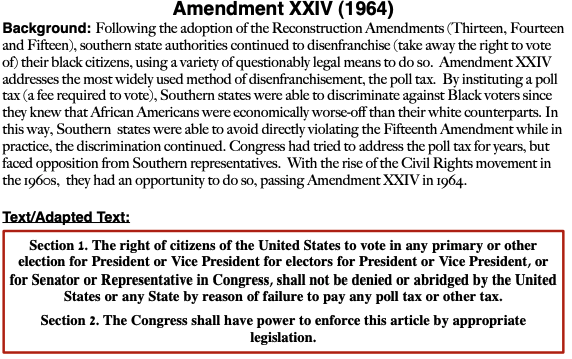 Amendment XXIV (1964)
Background: Following the adoption of the Reconstruction Amendments (Thirteen, Fourteen
and Fifteen), southern state authorities continued to disenfranchise (take away the right to vote
of) their black citizens, using a variety of questionably legal means to do so. Amendment XXIV
addresses the most widely used method of disenfranchisement, the poll tax. By instituting a poll
tax (a fee required to vote), Southern states were able to discriminate against Black voters since
they knew that African Americans were economically worse-off than their white counterparts. In
this way, Southern states were able to avoid directly violating the Fifteenth Amendment while in
practice, the discrimination continued. Congress had tried to address the poll tax for years, but
faced opposition from Southern representatives. With the rise of the Civil Rights movement in
the 1960s, they had an opportunity to do so, passing Amendment XXIV in 1964.
Text/Adapted Text:
Section 1. The right of citizens of the United States to vote in any primary or other
election for President or Vice President for electors for President or Vice President, or
for Senator or Representative in Congress, shall not be denied or abridged by the United
States or any State by reason of failure to pay any poll tax or other tax.
Section 2. The Congress shall have power to enforce this article by appropriate
legislation.